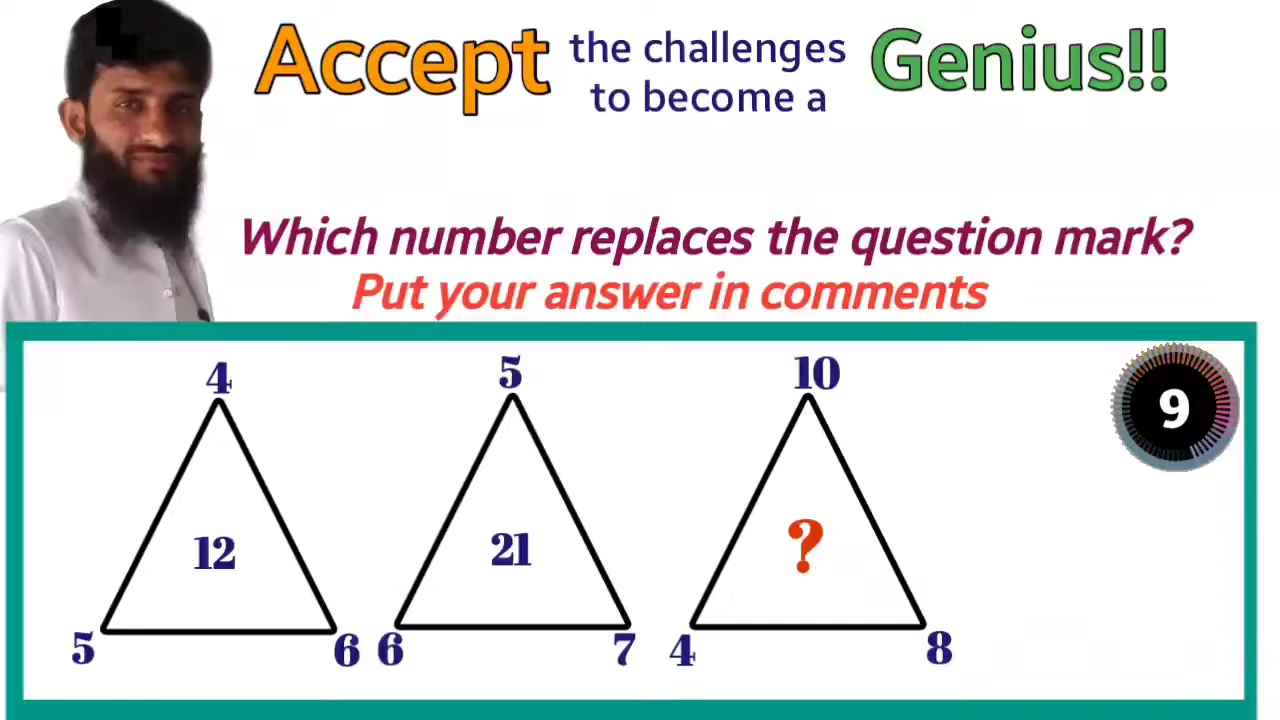 Accept the challenges to become a Genius!!
Which number replaces the question mark?
Put your answer in comments
4 5 10
9
12 21 ?
5 6 6 7 4 8